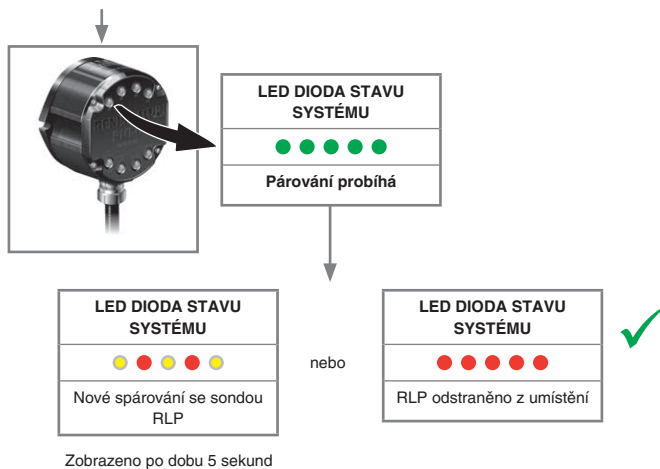 LED DIODA STAVU
SYSTÉMU
Párování probíhá
LED DIODA STAVU
SYSTÉMU
Nové spárování se sondou
RLP
Zobrazeno po dobu 5 sekund
nebo
LED DIODA STAVU
SYSTÉMU
RLP odstraněno z umístění